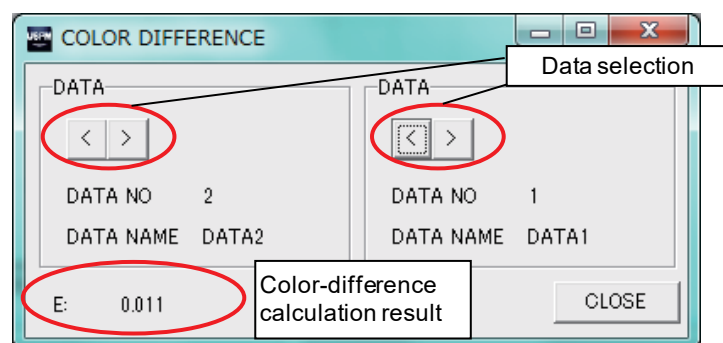 USPM
COLOR DIFFERENCE
Data selection
DATA
< >
DATA NO 2
DATA NAME DATA2
DATA
< >
DATA NO 1
DATA NAME DATA1
E: 0.011
Color-difference
calculation result
CLOSE